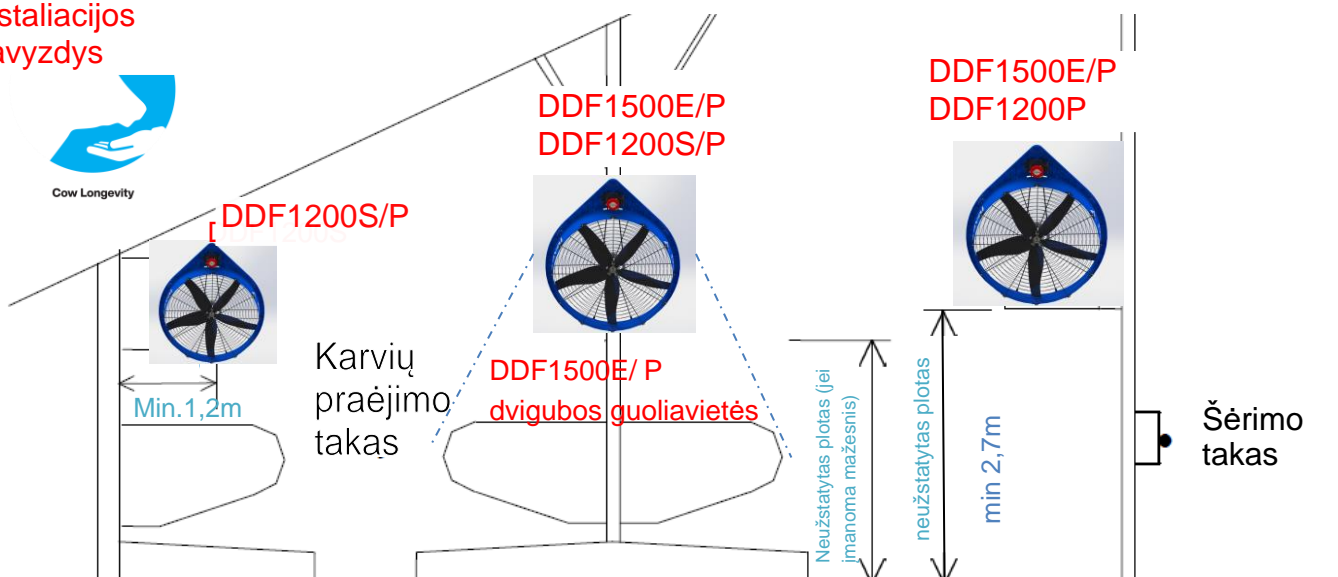 staliacijos
avyzdys
Cow Longevity
DDF1200S/P
DDF1500E/P
DDF1200S/P
DDF1500E/P
DDF1200P
Min.1,2m
Karvių
praėjimo
takąs
DDF1500E/ P
dvigubos guoliavietės
Neužstatytas plotas (jei
įmanoma mažesnis)
neužstatytas plotas
min 2,7m
Šėrimo
takas